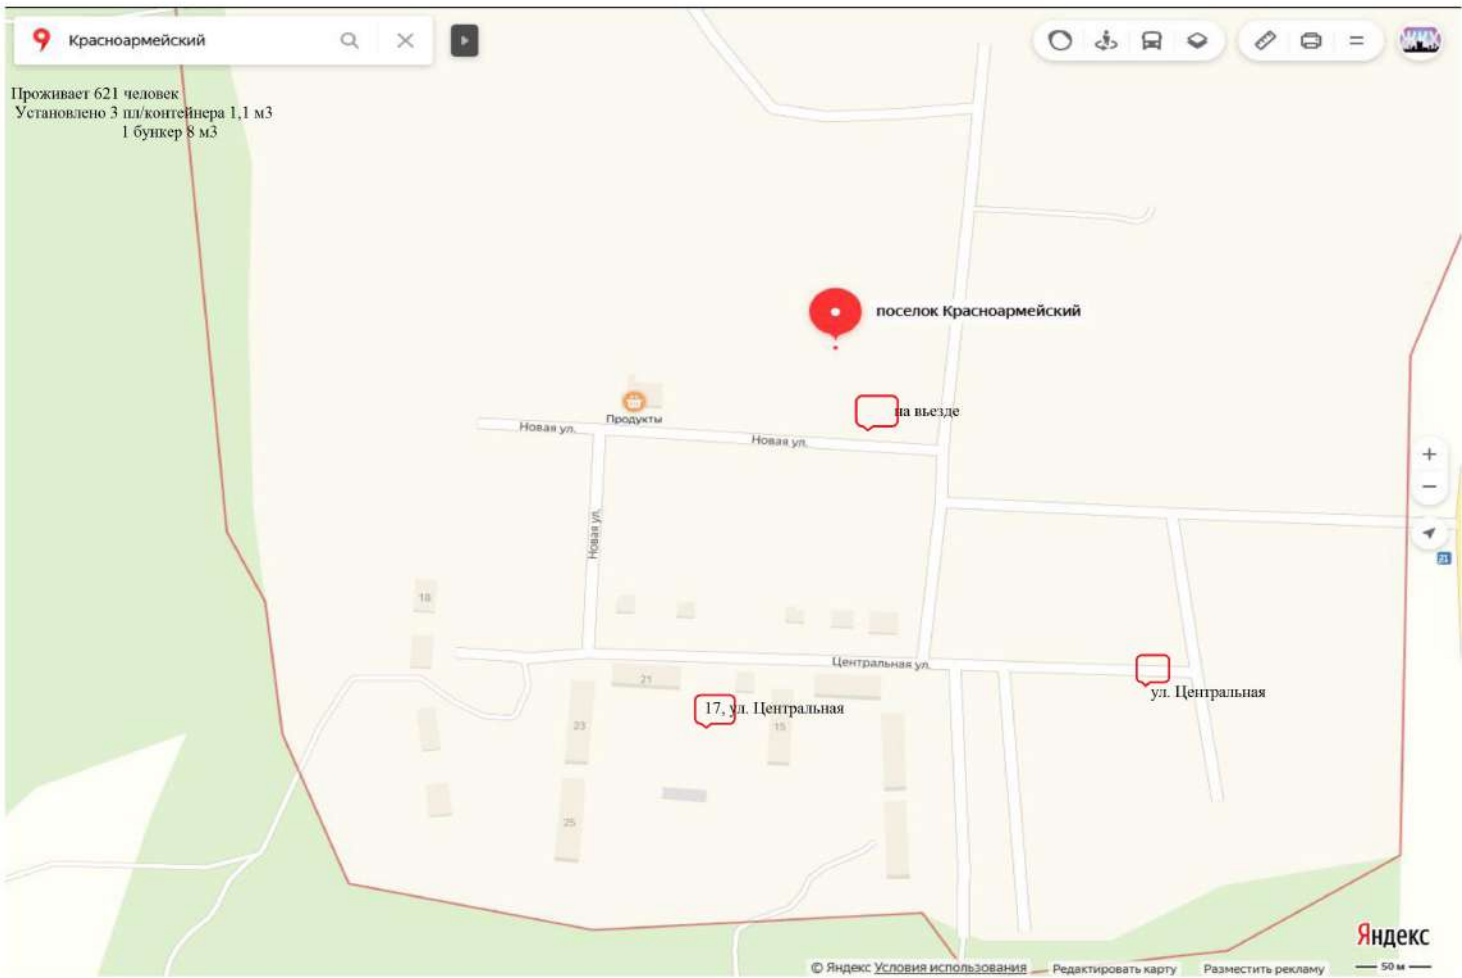 Красноармейский
Проживает 621 человек
Установлено 3 пл/контейнера 1,1 м3
1 бункер 8 м3
поселок Красноармейский
на вьезде
Продукты
Новая ул.
Новая ул.
Новая ул.
18
Центральная ул.
ул. Центральная
21
17, ул. Центральная
23
15
25
Яндекс
© Яндекс Условия использования
Редактировать карту
Разместить рекламу
50 м